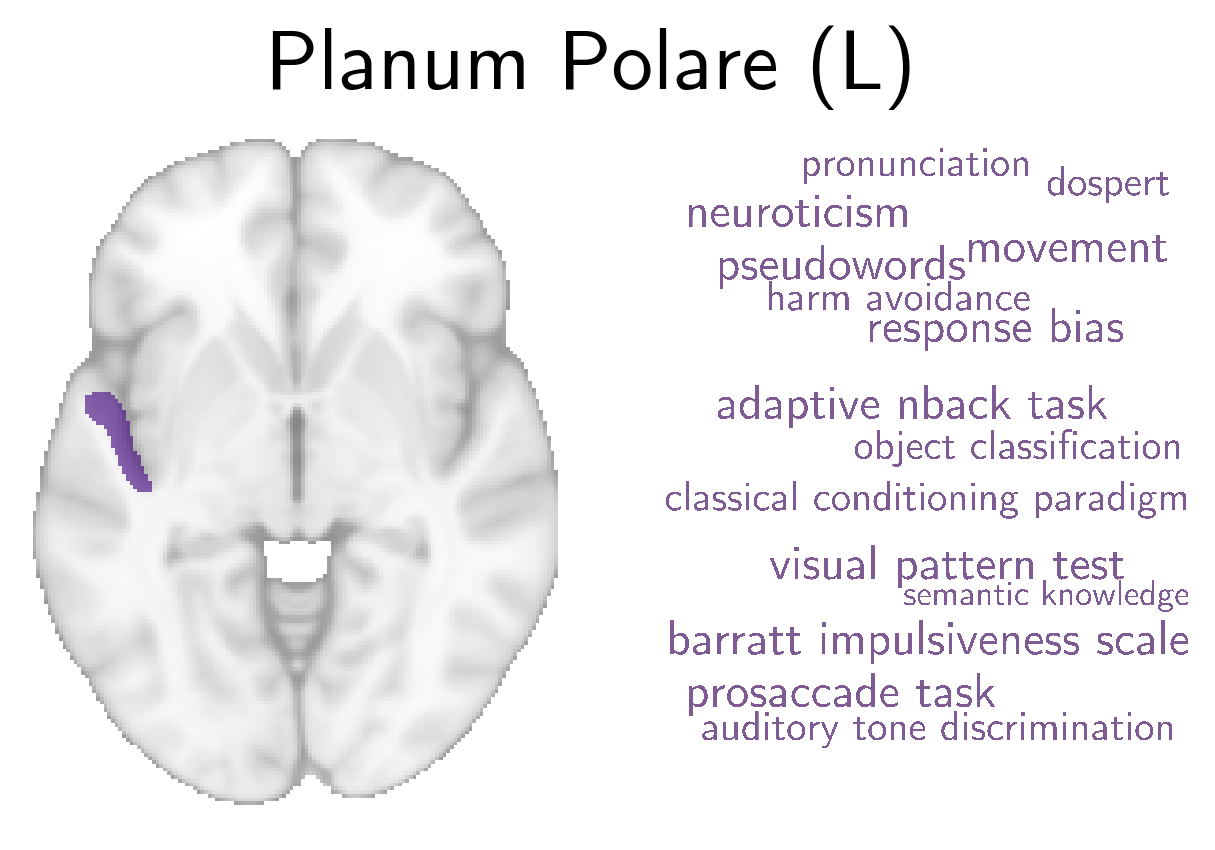 Planum Polare (L)
pronunciation
dospert
neuroticism
movement
pseudowords
harm avoidance
response bias
adaptive nback task
object classification
classical conditioning paradigm
visual pattern test
semantic knowledge
barratt impulsiveness scale
prosaccade task
auditory tone discrimination